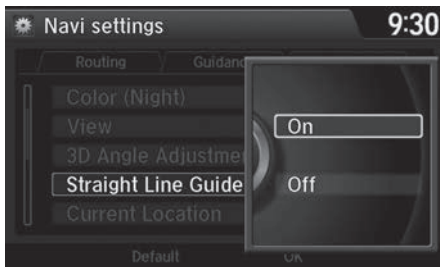 Navi settings
9:30
Routing
Guidanc
Color (Night)
View
3D Angle Adjustme
Straight Line Guide
Current Location
On
Off
Default
OK